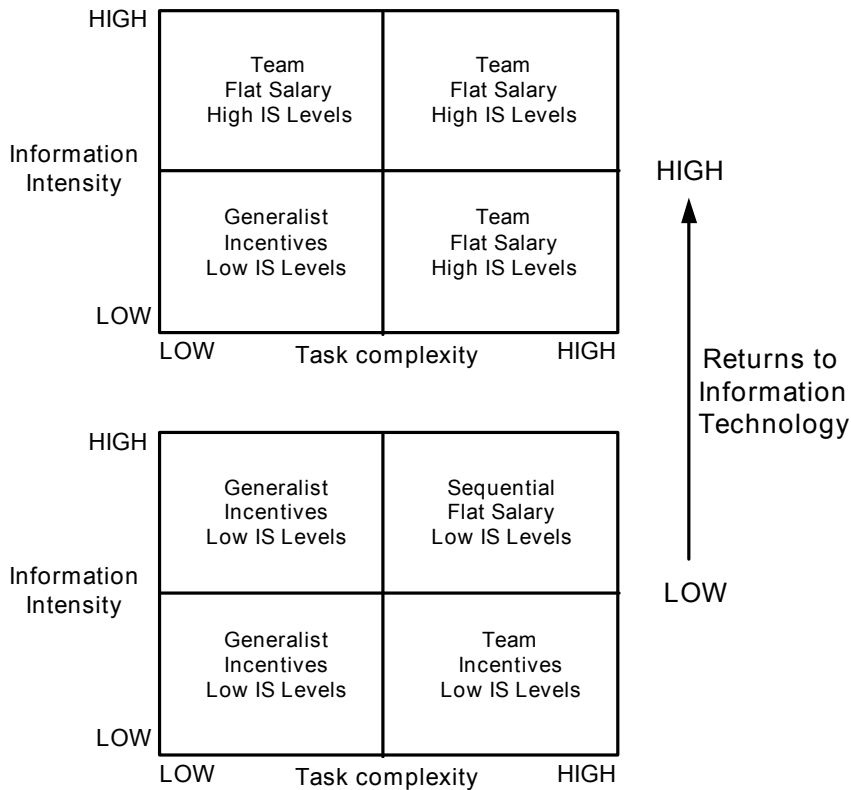 HIGH
Team
Flat Salary
High IS Levels
Team
Flat Salary
High IS Levels
Information
Intensity
Generalist
Incentives
Low IS Levels
Team
Flat Salary
High IS Levels
LOW
LOW
Task complexity
HIGH
HIGH
Returns to
Information
Technology
LOW
HIGH
Generalist
Incentives
Low IS Levels
Sequential
Flat Salary
Low IS Levels
Information
Intensity
Generalist
Incentives
Low IS Levels
Team
Incentives
Low IS Levels
LOW
LOW
Task complexity
HIGH